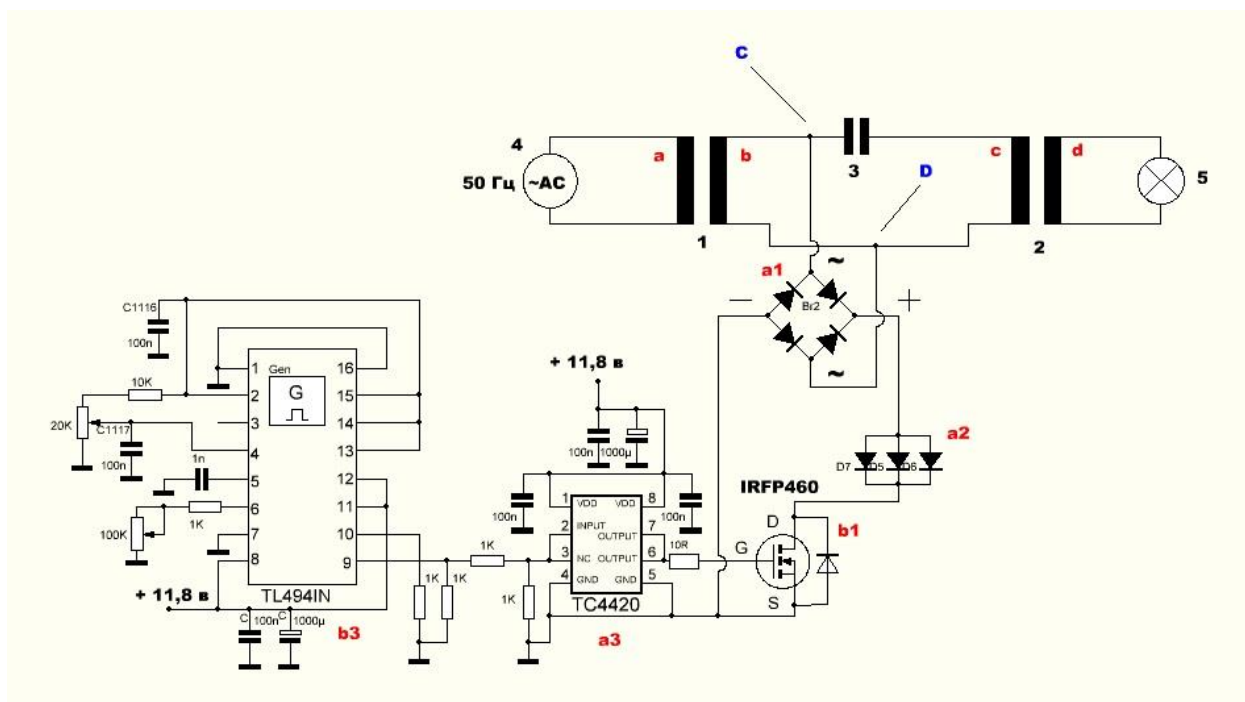 C
4
50 Гц
~AC
a
b
3
c
d
5
D
1
2
a1
~
−
+
Br2
~
C1116
100n
1
Gen
16
10K
2
G
15
20K
3
14
C1117
4
13
100n
1n
5
12
6
11
100K
1K
7
10
8
9
+ 11,8 в
TL494IN
C
100n
C
1000µ
b3
1K
1K
1K
1K
+ 11,8 в
100n
1000µ
100n
100n
1
VDD
VDD
8
2
INPUT
OUTPUT
7
3
NC
OUTPUT
6
4
GND
GND
5
TC4420
a3
10R
IRFP460
D
G
S
b1
a2
D7
D5
D6